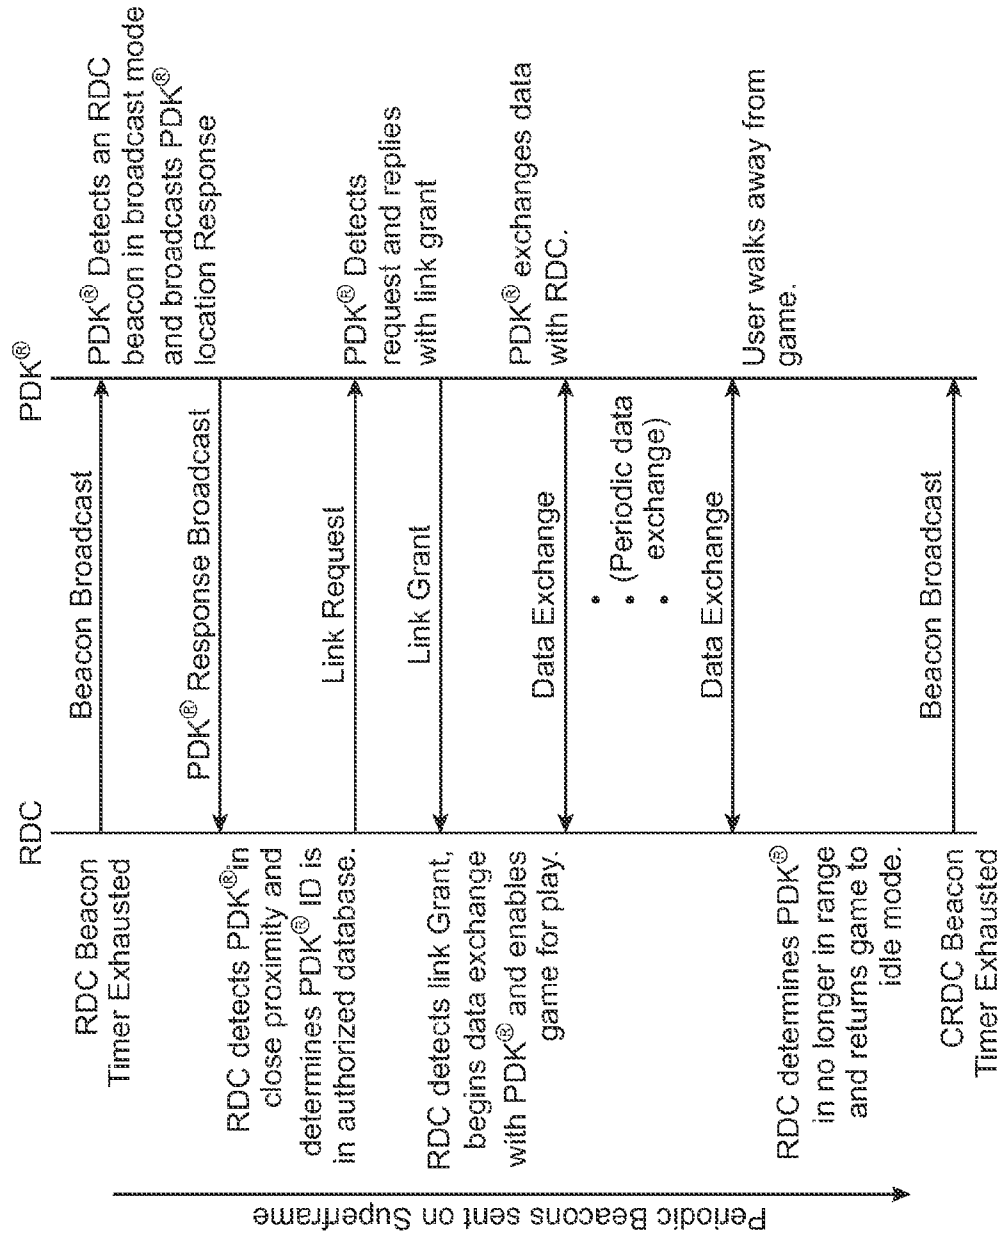 RDC
PDK®
RDC Beacon
Timer Exhausted
Beacon Broadcast
PDK® Detects an RDC
beacon in broadcast mode
and broadcasts PDK®
location Response
PDK® Response Broadcast
RDC detects PDK® in
close proximity and
determines PDK® ID is
in authorized database.
Link Request
PDK® Detects
request and replies
with link grant
Link Grant
RDC detects link Grant,
begins data exchange
with PDK® and enables
game for play.
Data Exchange
PDK® exchanges data
with RDC.
(Periodic data
exchange)
Data Exchange
User walks away from
game.
RDC determines PDK®
in no longer in range
and returns game to
idle mode.
CRDC Beacon
Timer Exhausted
Beacon Broadcast
Periodic Beacons sent on Superframe